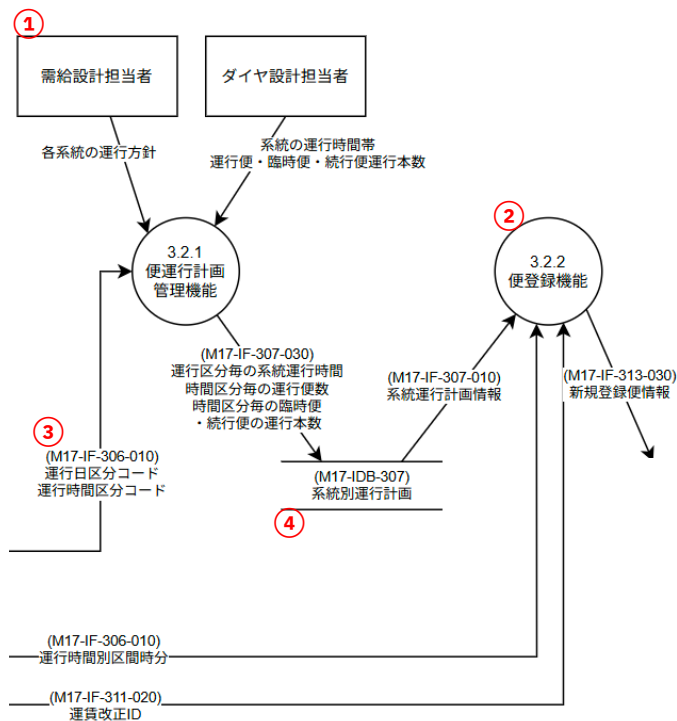 ①
需給設計担当者
ダイヤ設計担当者
各系統の運行方針
系統の運行時間帯
運行便・臨時便・続行便運行本数
②
3.2.1
便運行計画
管理機能
3.2.2
便登録機能
(M17-IF-307-030)
運行区分毎の系統運行時間
時間区分毎の運行便数
時間区分毎の臨時便
・続行便の運行本数
(M17-IF-307-010)
系統運行計画情報
(M17-IF-313-030)
新規登録便情報
③
(M17-IF-306-010)
運行日区分コード
運行時間区分コード
(M17-IDB-307)
系統別運行計画
④
(M17-IF-306-010)
運行時間別区間時分
(M17-IF-311-020)
運賃改正ID